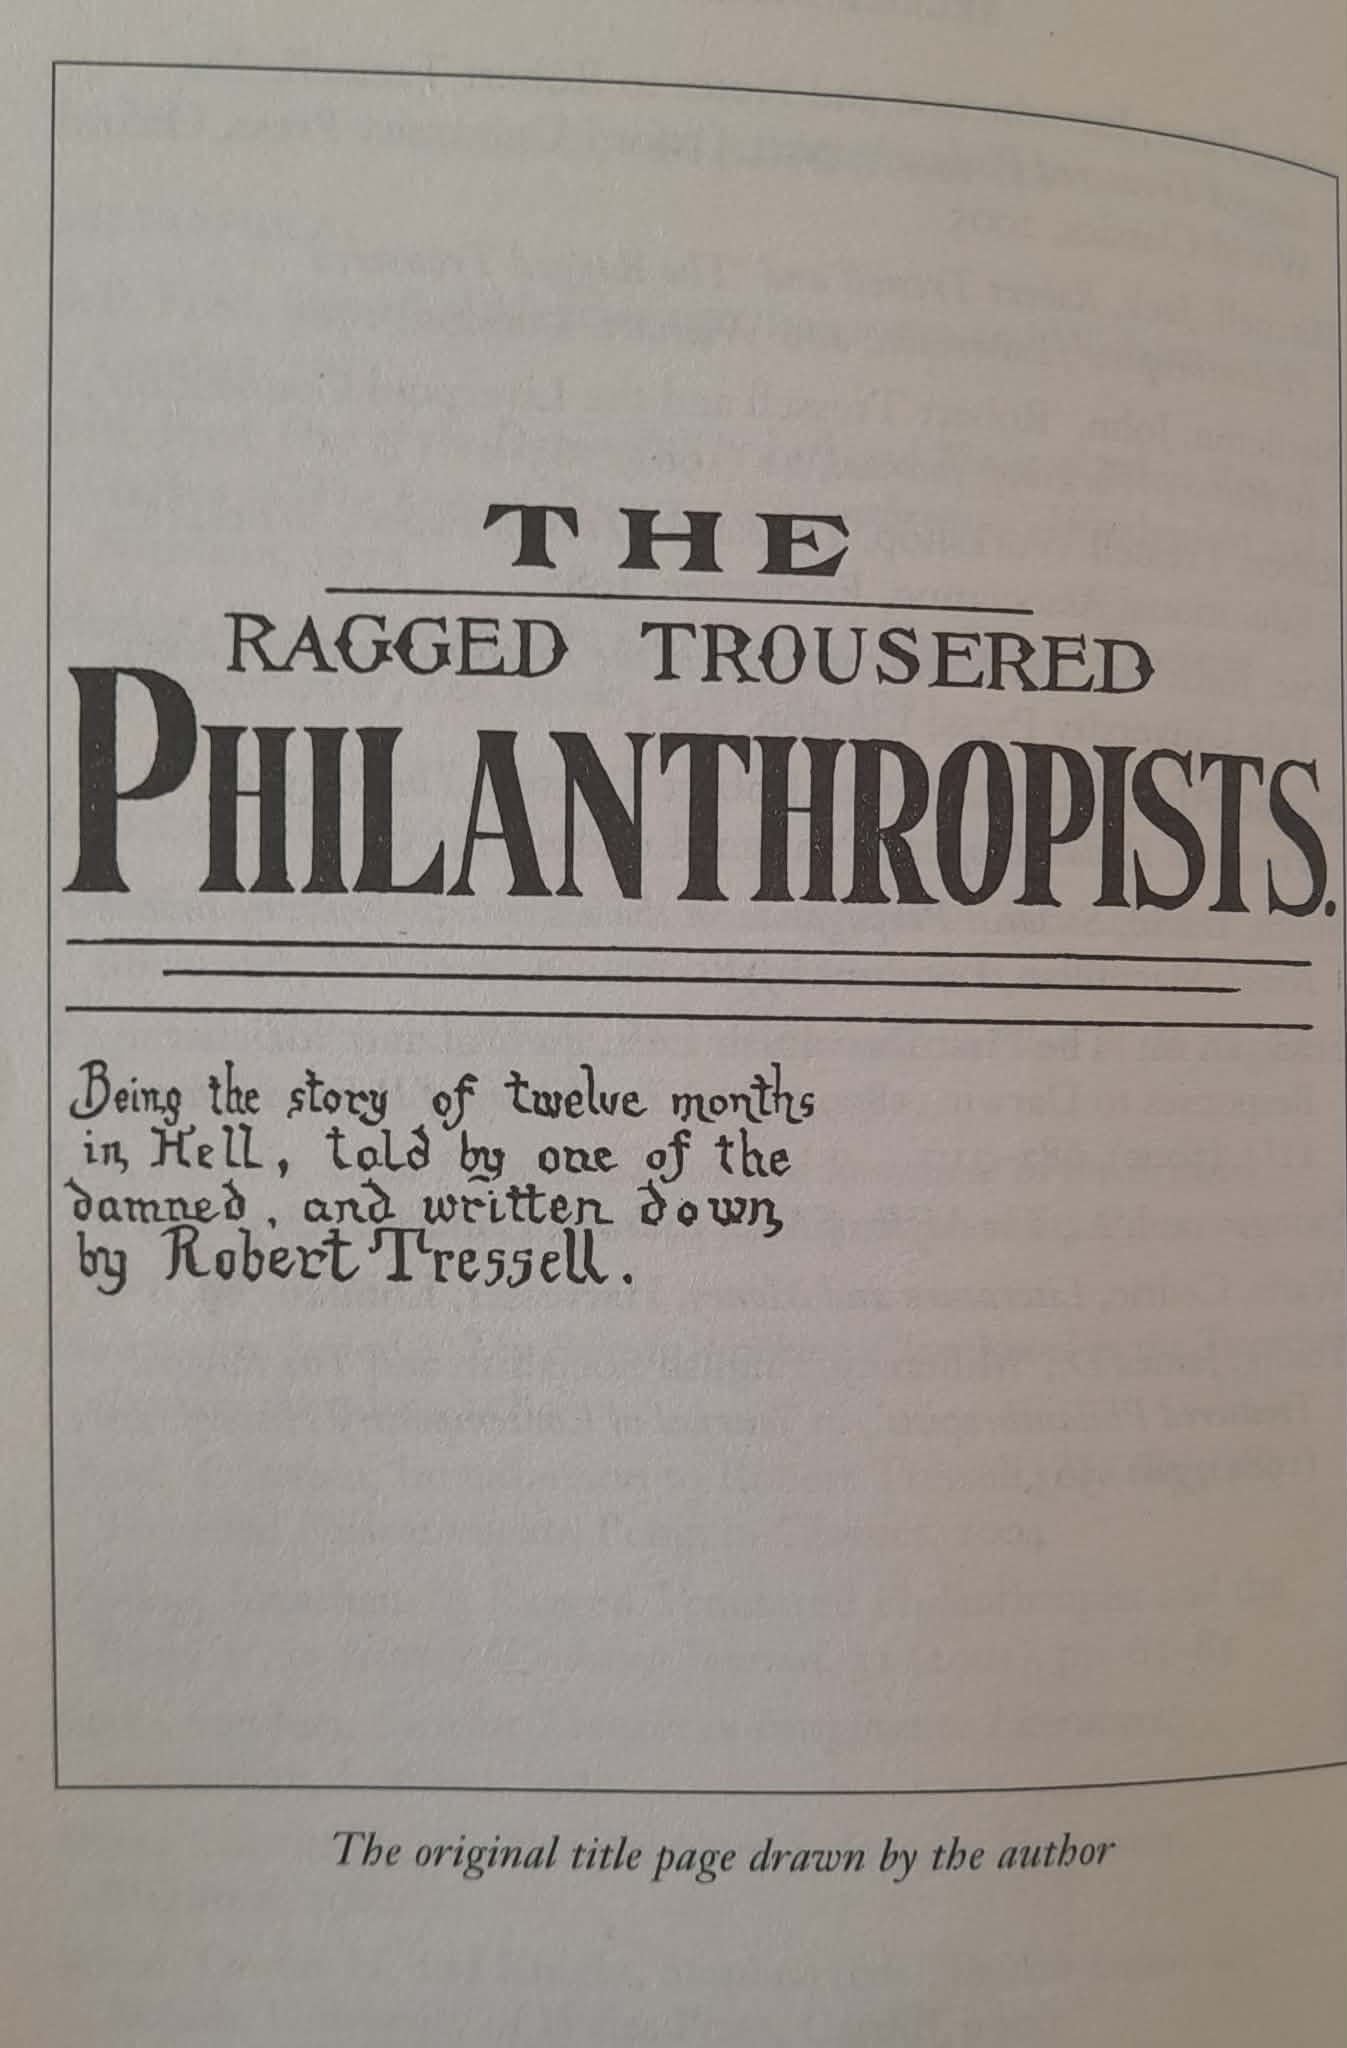 THE
RAGGED TROUSERED
PHILANTHROPISTS.
Being the story of twelve months
in Hell, told by one of the
damned, and written down
by Robert Tressell.
The original title page drawn by the author